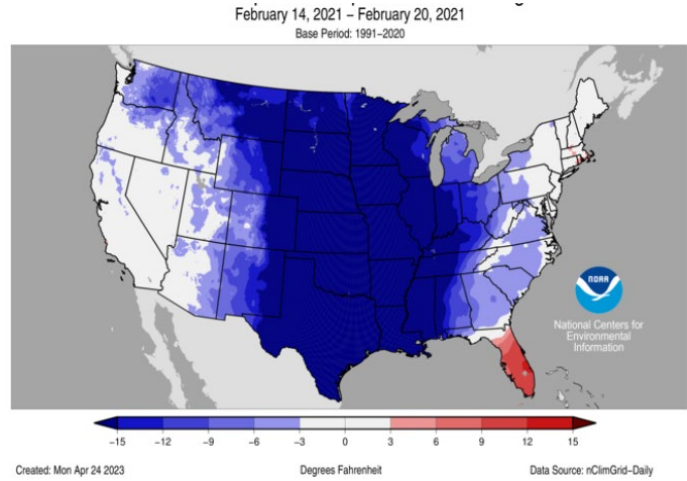 February 14, 2021 – February 20, 2021
Base Period: 1991–2020
NOAA
National Centers for
Environmental
Information
−15 −12 −9 −6 −3 0 3 6 9 12 15
Created: Mon Apr 24 2023 Degrees Fahrenheit Data Source: nClimGrid–Daily